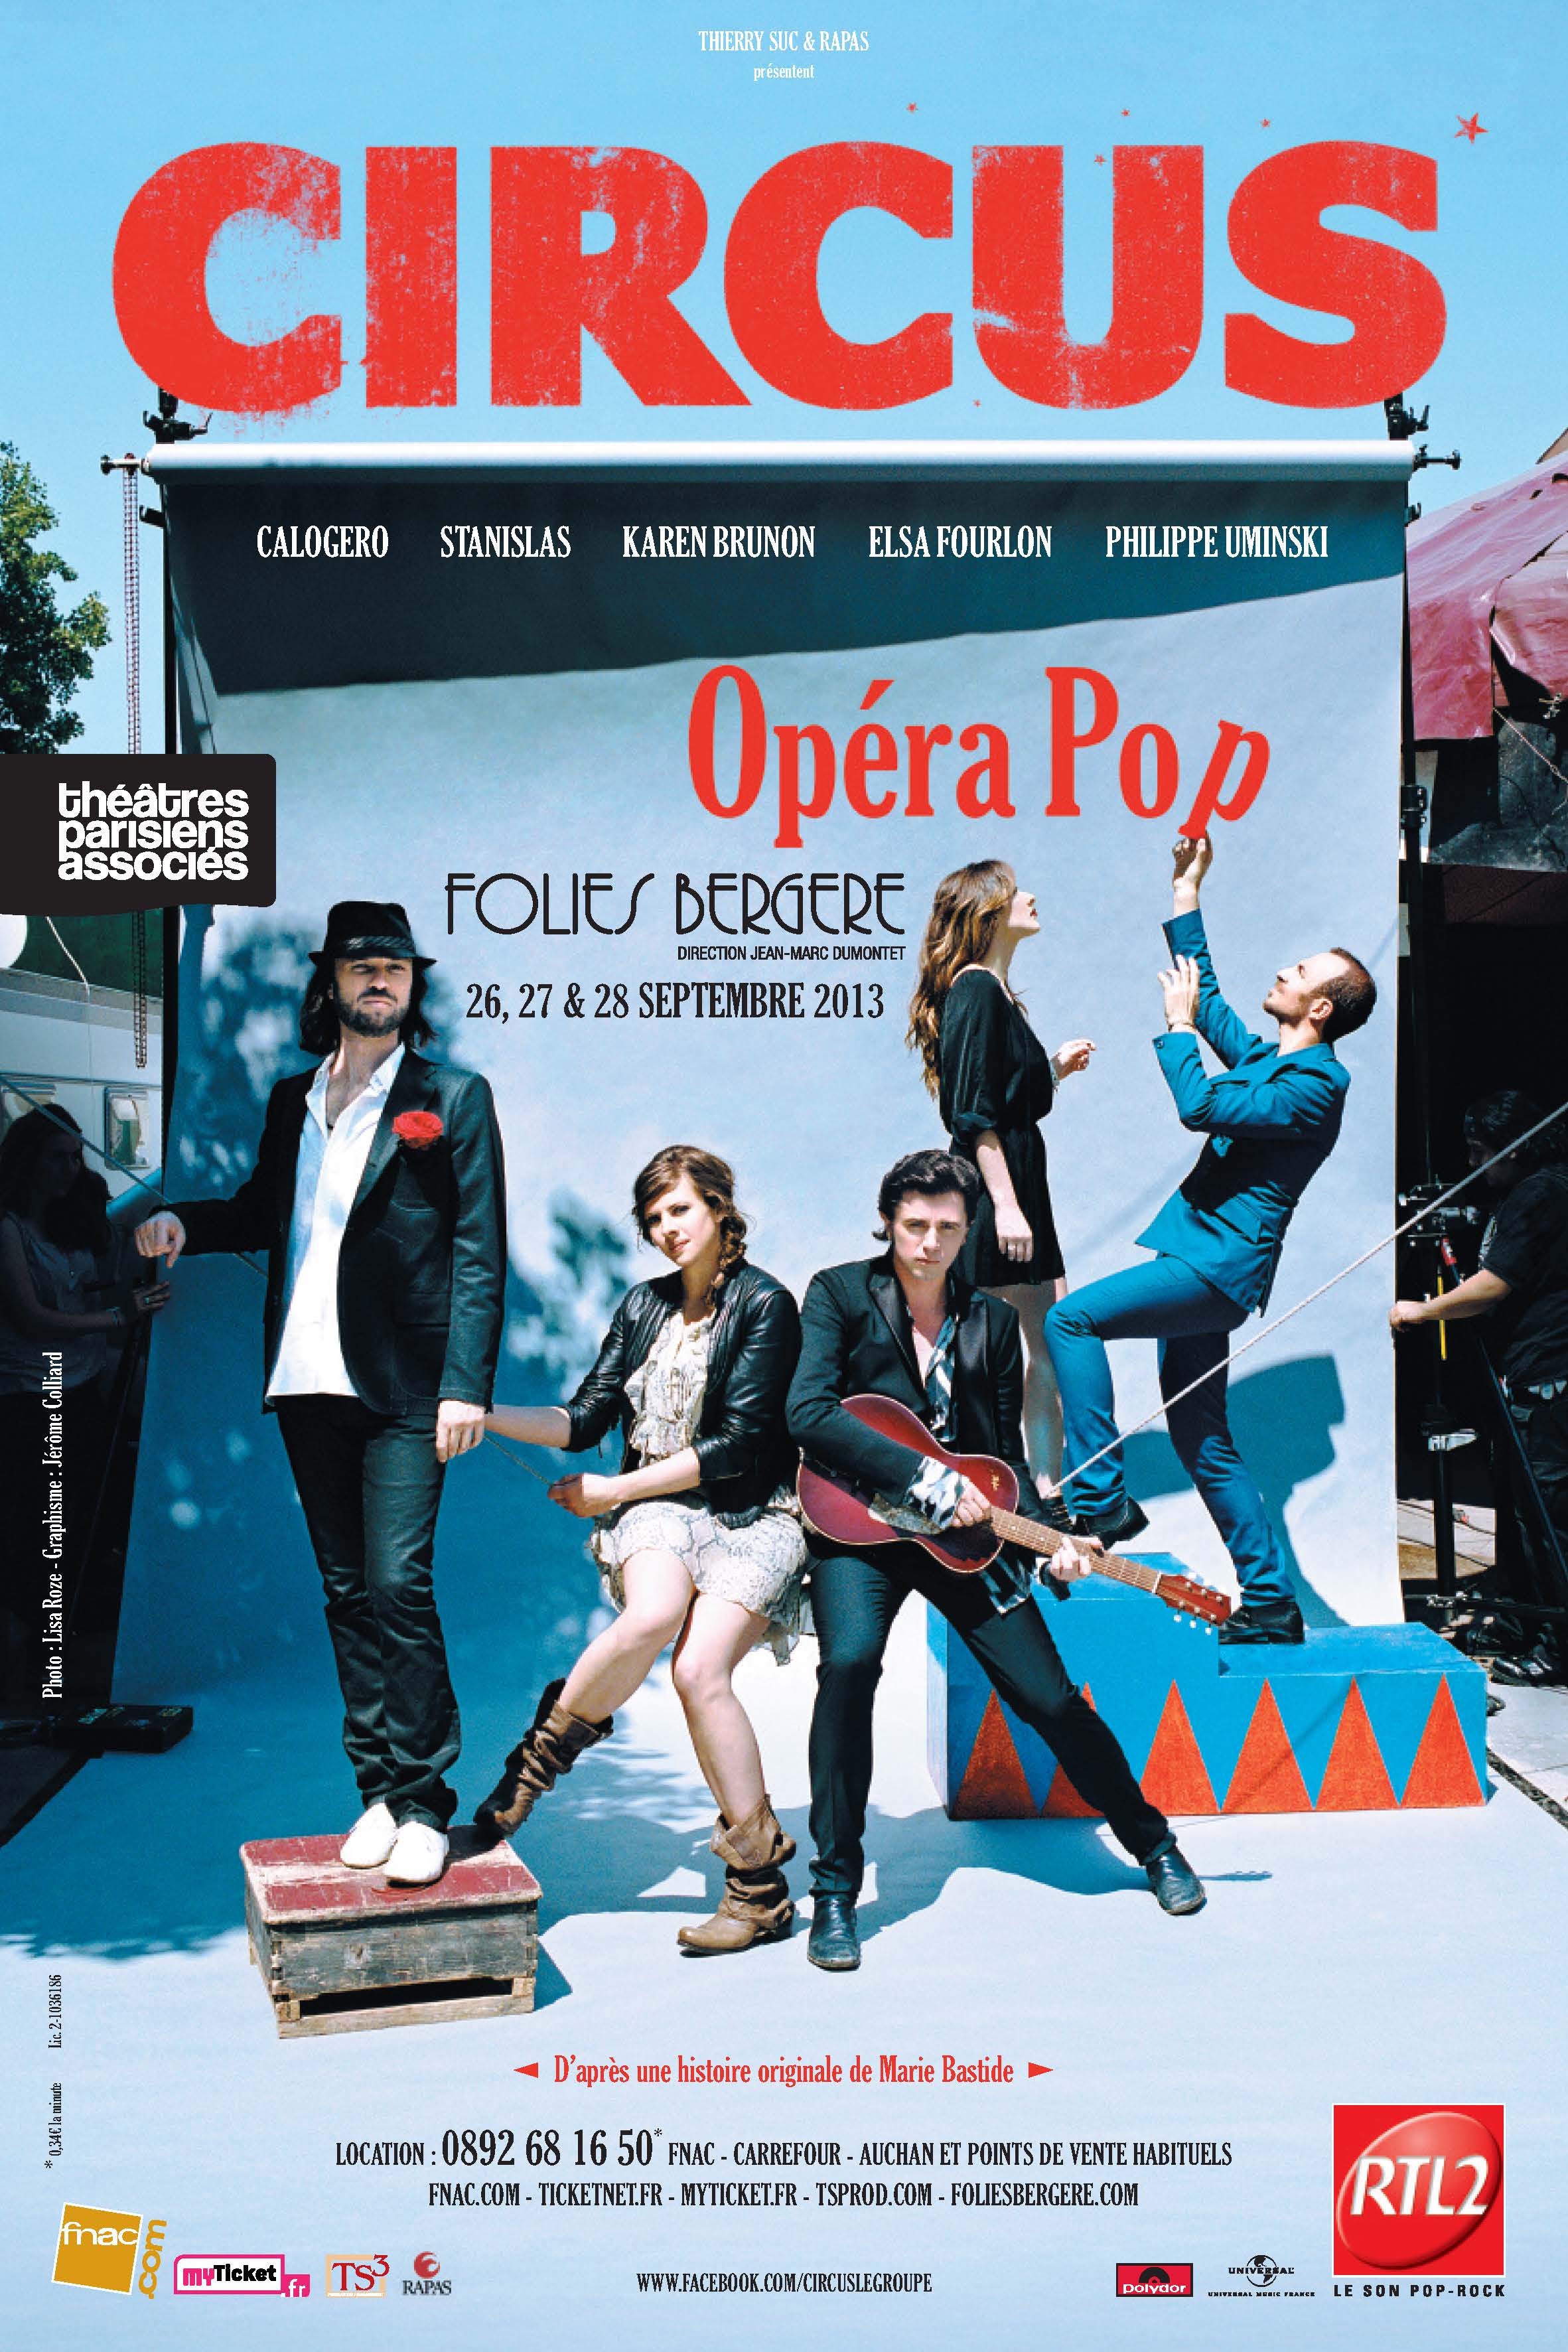 THIERRY SUC & RAPAS
présentent
CIRCUS
CALOGERO STANISLAS KAREN BRUNON ELSA FOURLON PHILIPPE UMINSKI
Opéra Pop
théâtres
parisiens
associés
FOLIES BERGERE
DIRECTION JEAN-MARC DUMONTET
26, 27 & 28 SEPTEMBRE 2013
Photo : Lisa Roze - Graphisme : Jérôme Colliard
* 0,34€ la minute Lic. 2-1036186
D'après une histoire originale de Marie Bastide
LOCATION : 0892 68 16 50* FNAC - CARREFOUR - AUCHAN ET POINTS DE VENTE HABITUELS
FNAC.COM - TICKETNET.FR - MYTICKET.FR - TSPROD.COM - FOLIESBERGERE.COM
fnac.com
myTicket.fr
TS3
RAPAS
WWW.FACEBOOK.COM/CIRCUSLEGROUPE
polydor
UNIVERSAL
UNIVERSAL MUSIC FRANCE
RTL2
LE SON POP-ROCK